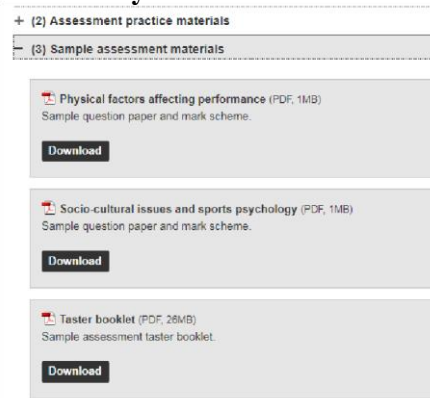 + (2) Assessment practice materials
− (3) Sample assessment materials
Physical factors affecting performance (PDF, 1MB)
Sample question paper and mark scheme.
Download
Socio-cultural issues and sports psychology (PDF, 1MB)
Sample question paper and mark scheme.
Download
Taster booklet (PDF, 26MB)
Sample assessment taster booklet.
Download